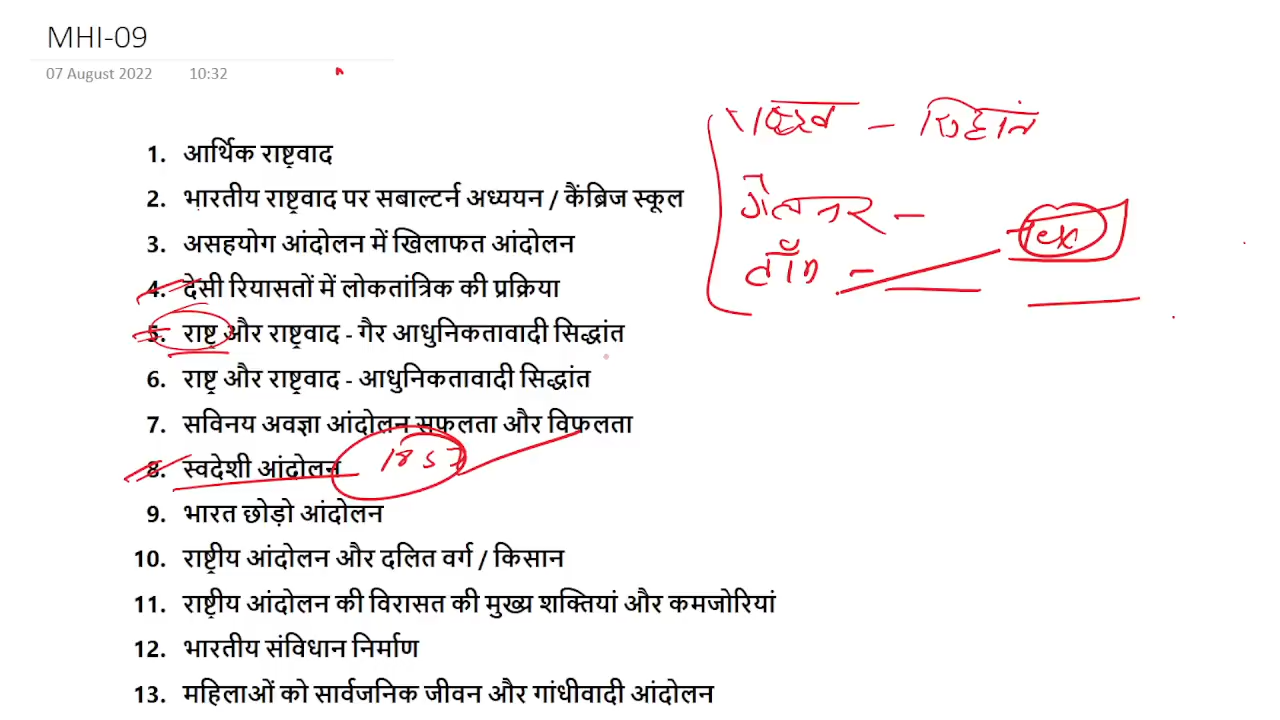 MHI-09
07 August 2022 10:32
1. आर्थिक राष्ट्रवाद
2. भारतीय राष्ट्रवाद पर सबाल्टर्न अध्ययन / कैंब्रिज स्कूल
3. असहयोग आंदोलन में खिलाफत आंदोलन
4. देसी रियासतों में लोकतांत्रिक की प्रक्रिया
5. राष्ट्र और राष्ट्रवाद - गैर आधुनिकतावादी सिद्धांत
6. राष्ट्र और राष्ट्रवाद - आधुनिकतावादी सिद्धांत
7. सविनय अवज्ञा आंदोलन सफलता और विफलता
8. स्वदेशी आंदोलन 1857
9. भारत छोड़ो आंदोलन
10. राष्ट्रीय आंदोलन और दलित वर्ग / किसान
11. राष्ट्रीय आंदोलन की विरासत की मुख्य शक्तियां और कमजोरियां
12. भारतीय संविधान निर्माण
13. महिलाओं को सार्वजनिक जीवन और गांधीवादी आंदोलन
सिद्धांत
गेलनर -